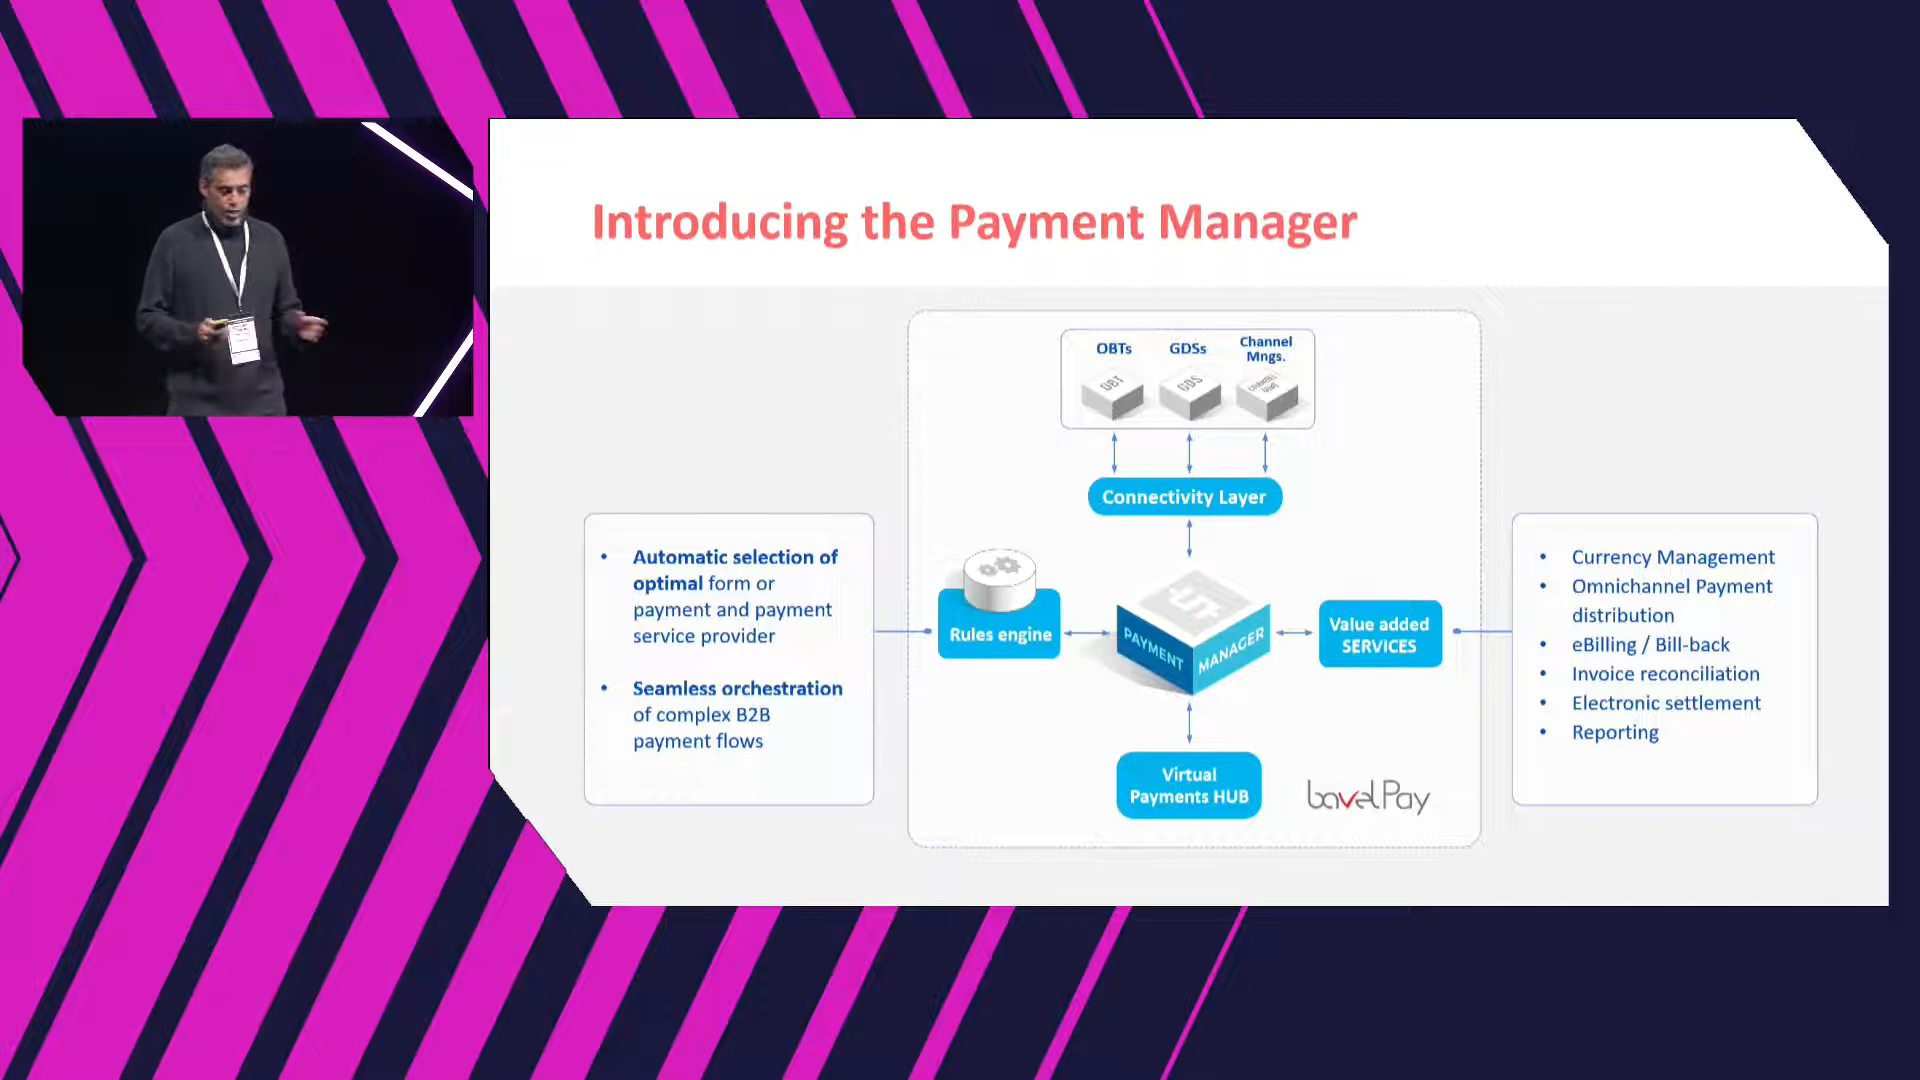 Introducing the Payment Manager
OBTs
GDSs
Channel
Mngs.
OBT
GDS
Connectivity Layer
• Automatic selection of
optimal form or
payment and payment
service provider
• Seamless orchestration
of complex B2B
payment flows
Rules engine
PAYMENT
MANAGER
Value added
SERVICES
• Currency Management
• Omnichannel Payment
distribution
• eBilling / Bill-back
• Invoice reconciliation
• Electronic settlement
• Reporting
Virtual
Payments HUB
bavel Pay